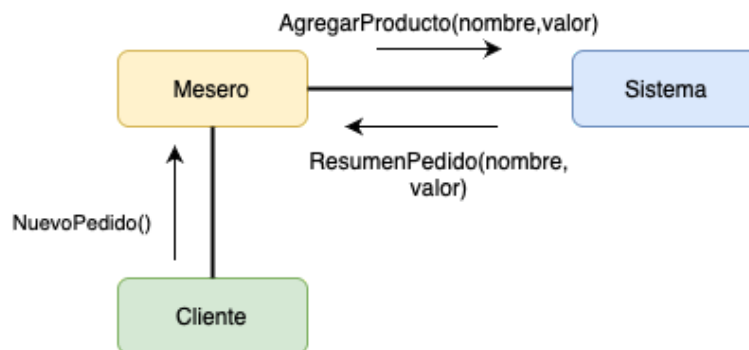 AgregarProducto(nombre,valor)
Mesero
Sistema
ResumenPedido(nombre,
valor)
NuevoPedido()
Cliente